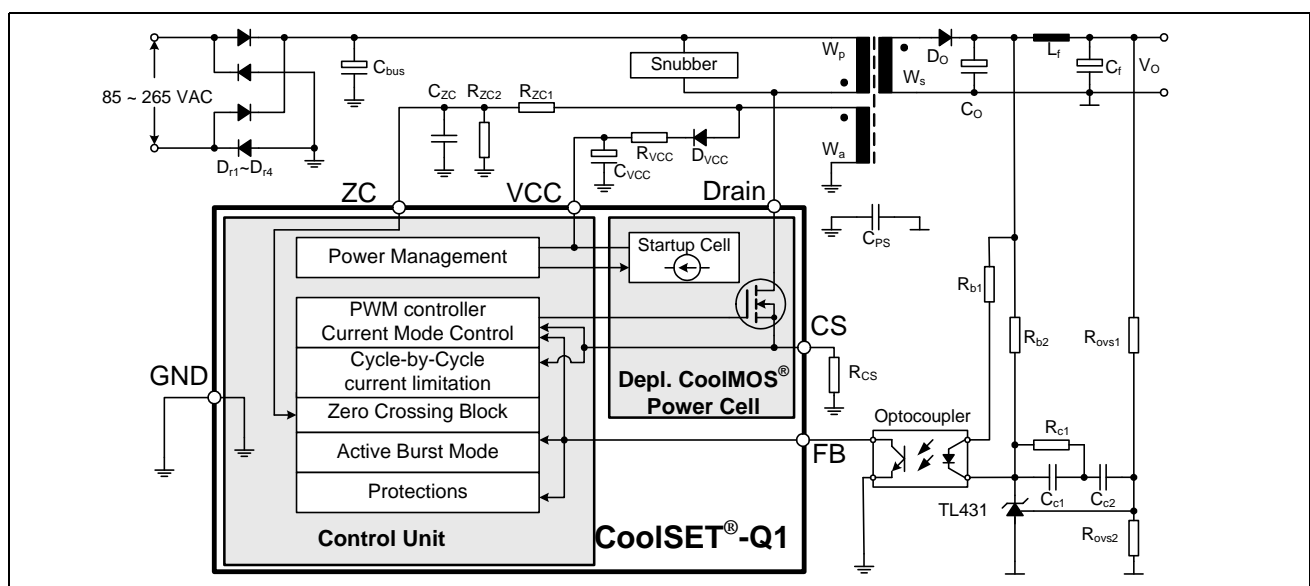 85 ~ 265 VAC
Dr1~Dr4
Cbus
Snubber
Wp
Ws
Wa
DO
CO
Lf
Cf
VO
CZC
RZC2
RZC1
RVCC
DVCC
CVCC
ZC
VCC
Drain
CPS
Power Management
Startup Cell
PWM controller
Current Mode Control
Cycle-by-Cycle
current limitation
Zero Crossing Block
Active Burst Mode
Protections
Control Unit
Depl. CoolMOS®
Power Cell
CoolSET®-Q1
GND
CS
RCS
FB
Optocoupler
Rb1
Rb2
Rovs1
Rc1
Cc1
Cc2
TL431
Rovs2